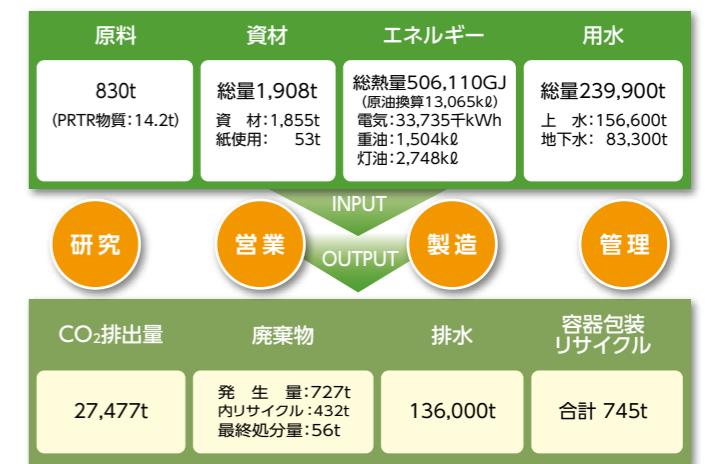 原料
資材
エネルギー
用水
830t
(PRTR物質:14.2t)
総量1,908t
資　材:1,855t
紙使用:　53t
総熱量506,110GJ
(原油換算13,065kℓ)
電気:33,735千kWh
重油:1,504kℓ
灯油:2,748kℓ
総量239,900t
上　水:156,600t
地下水: 83,300t
INPUT
研究
営業
製造
管理
OUTPUT
CO₂排出量
廃棄物
排水
容器包装
リサイクル
27,477t
発　生　量:727t
内リサイクル:432t
最終処分量:56t
136,000t
合計 745t